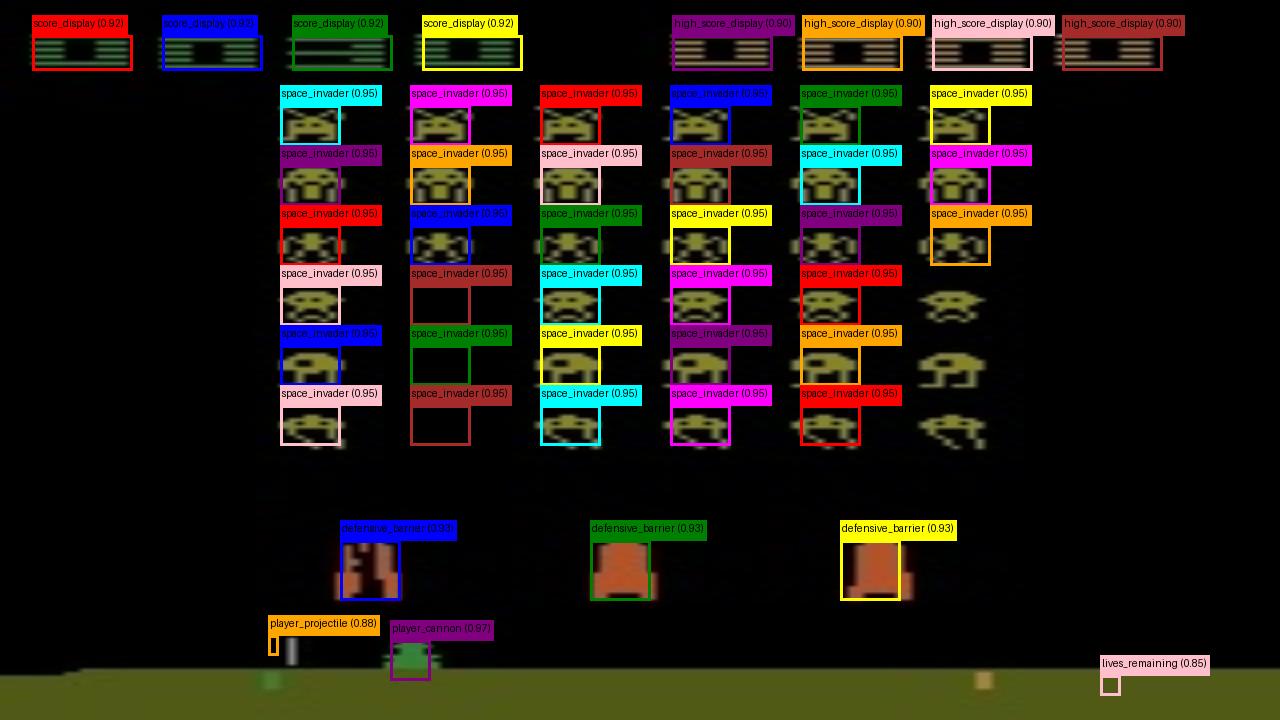 score_display (0.92) score_display (0.92) score_display (0.92) score_display (0.92) high_score_display (0.90) high_score_display (0.90) high_score_display (0.90) high_score_display (0.90)
space_invader (0.95) space_invader (0.95) space_invader (0.95) space_invader (0.95) space_invader (0.95) space_invader (0.95)
space_invader (0.95) space_invader (0.95) space_invader (0.95) space_invader (0.95) space_invader (0.95) space_invader (0.95)
space_invader (0.95) space_invader (0.95) space_invader (0.95) space_invader (0.95) space_invader (0.95) space_invader (0.95)
space_invader (0.95) space_invader (0.95) space_invader (0.95) space_invader (0.95) space_invader (0.95)
space_invader (0.95) space_invader (0.95) space_invader (0.95) space_invader (0.95) space_invader (0.95)
space_invader (0.95) space_invader (0.95) space_invader (0.95) space_invader (0.95) space_invader (0.95)
defensive_barrier (0.93) defensive_barrier (0.93) defensive_barrier (0.93)
player_projectile (0.88) player_cannon (0.97)
lives_remaining (0.85)